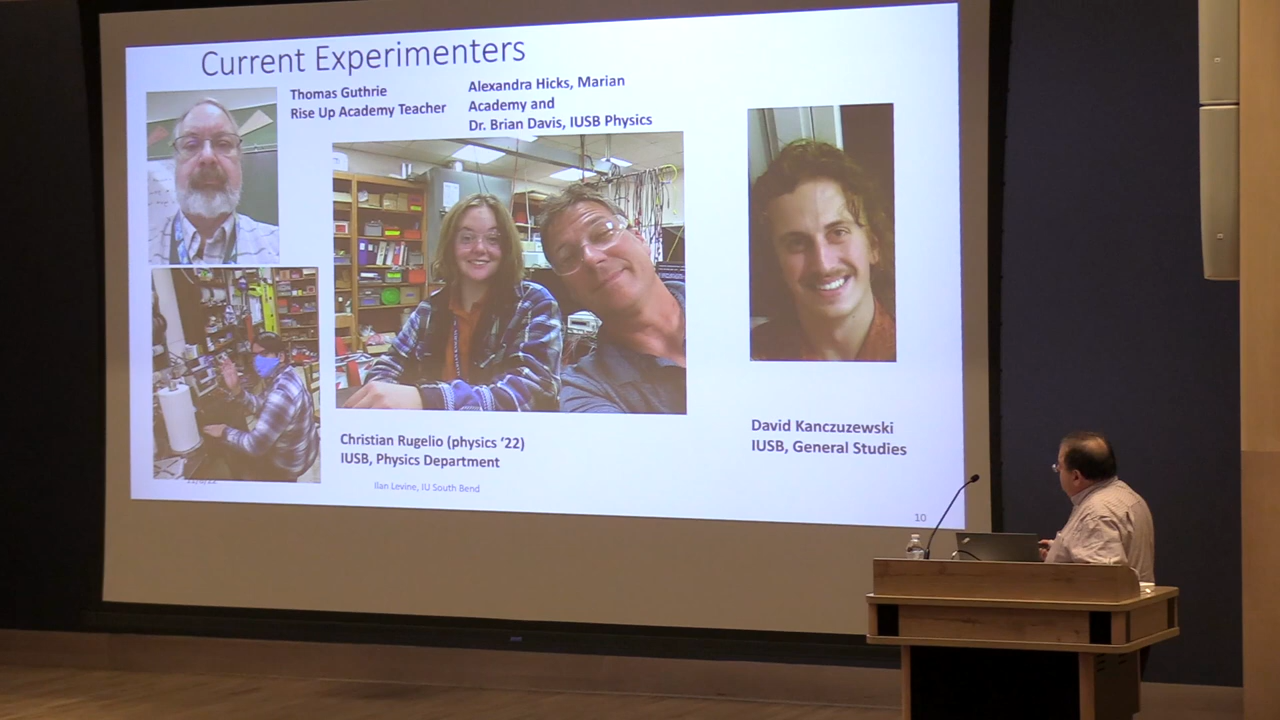 Current Experimenters
Thomas Guthrie
Rise Up Academy Teacher
Alexandra Hicks, Marian
Academy and
Dr. Brian Davis, IUSB Physics
Christian Rugelio (physics ‘22)
IUSB, Physics Department
David Kanczuzewski
IUSB, General Studies
Ilan Levine, IU South Bend
10